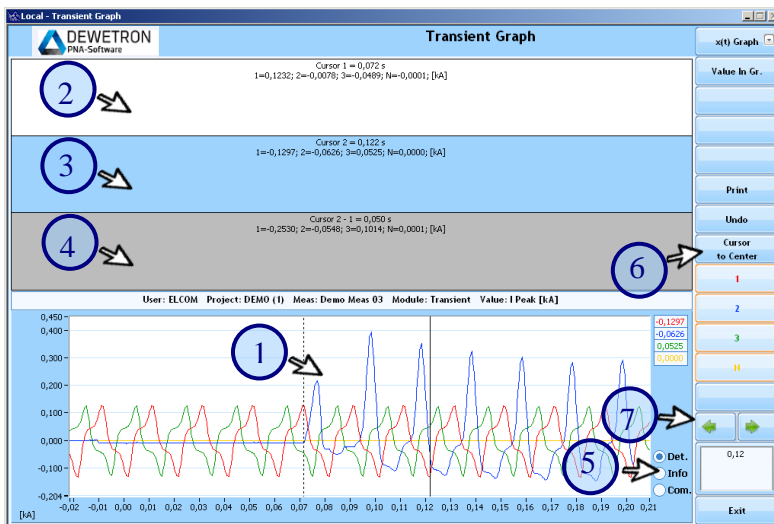 Local - Transient Graph
DEWETRON
PNA-Software
Transient Graph
x(t) Graph
Cursor 1 = 0,072 s
1=0,1232; 2=-0,0078; 3=-0,0489; N=-0,0001; [kA]
Value In Gr.
2
Cursor 2 = 0,122 s
1=-0,1297; 2=-0,0626; 3=0,0525; N=0,0000; [kA]
3
Print
Undo
Cursor 2 - 1 = 0,050 s
1=-0,2530; 2=-0,0548; 3=0,1014; N=0,0001; [kA]
4
Cursor
to Center
6
1
User: ELCOM Project: DEMO (1) Meas: Demo Meas 03 Module: Transient Value: I Peak [kA]
2
3
N
0,450
0,400
0,300
0,200
0,100
0,000
-0,100
-0,204
[kA]
1
-0,1297
-0,0626
0,0525
0,0000
7
5
Det.
Info
Com.
0,12
-0,02 -0,01 0,00 0,01 0,02 0,03 0,04 0,05 0,06 0,07 0,08 0,09 0,10 0,11 0,12 0,13 0,14 0,15 0,16 0,17 0,18 0,19 0,20 0,21
Exit